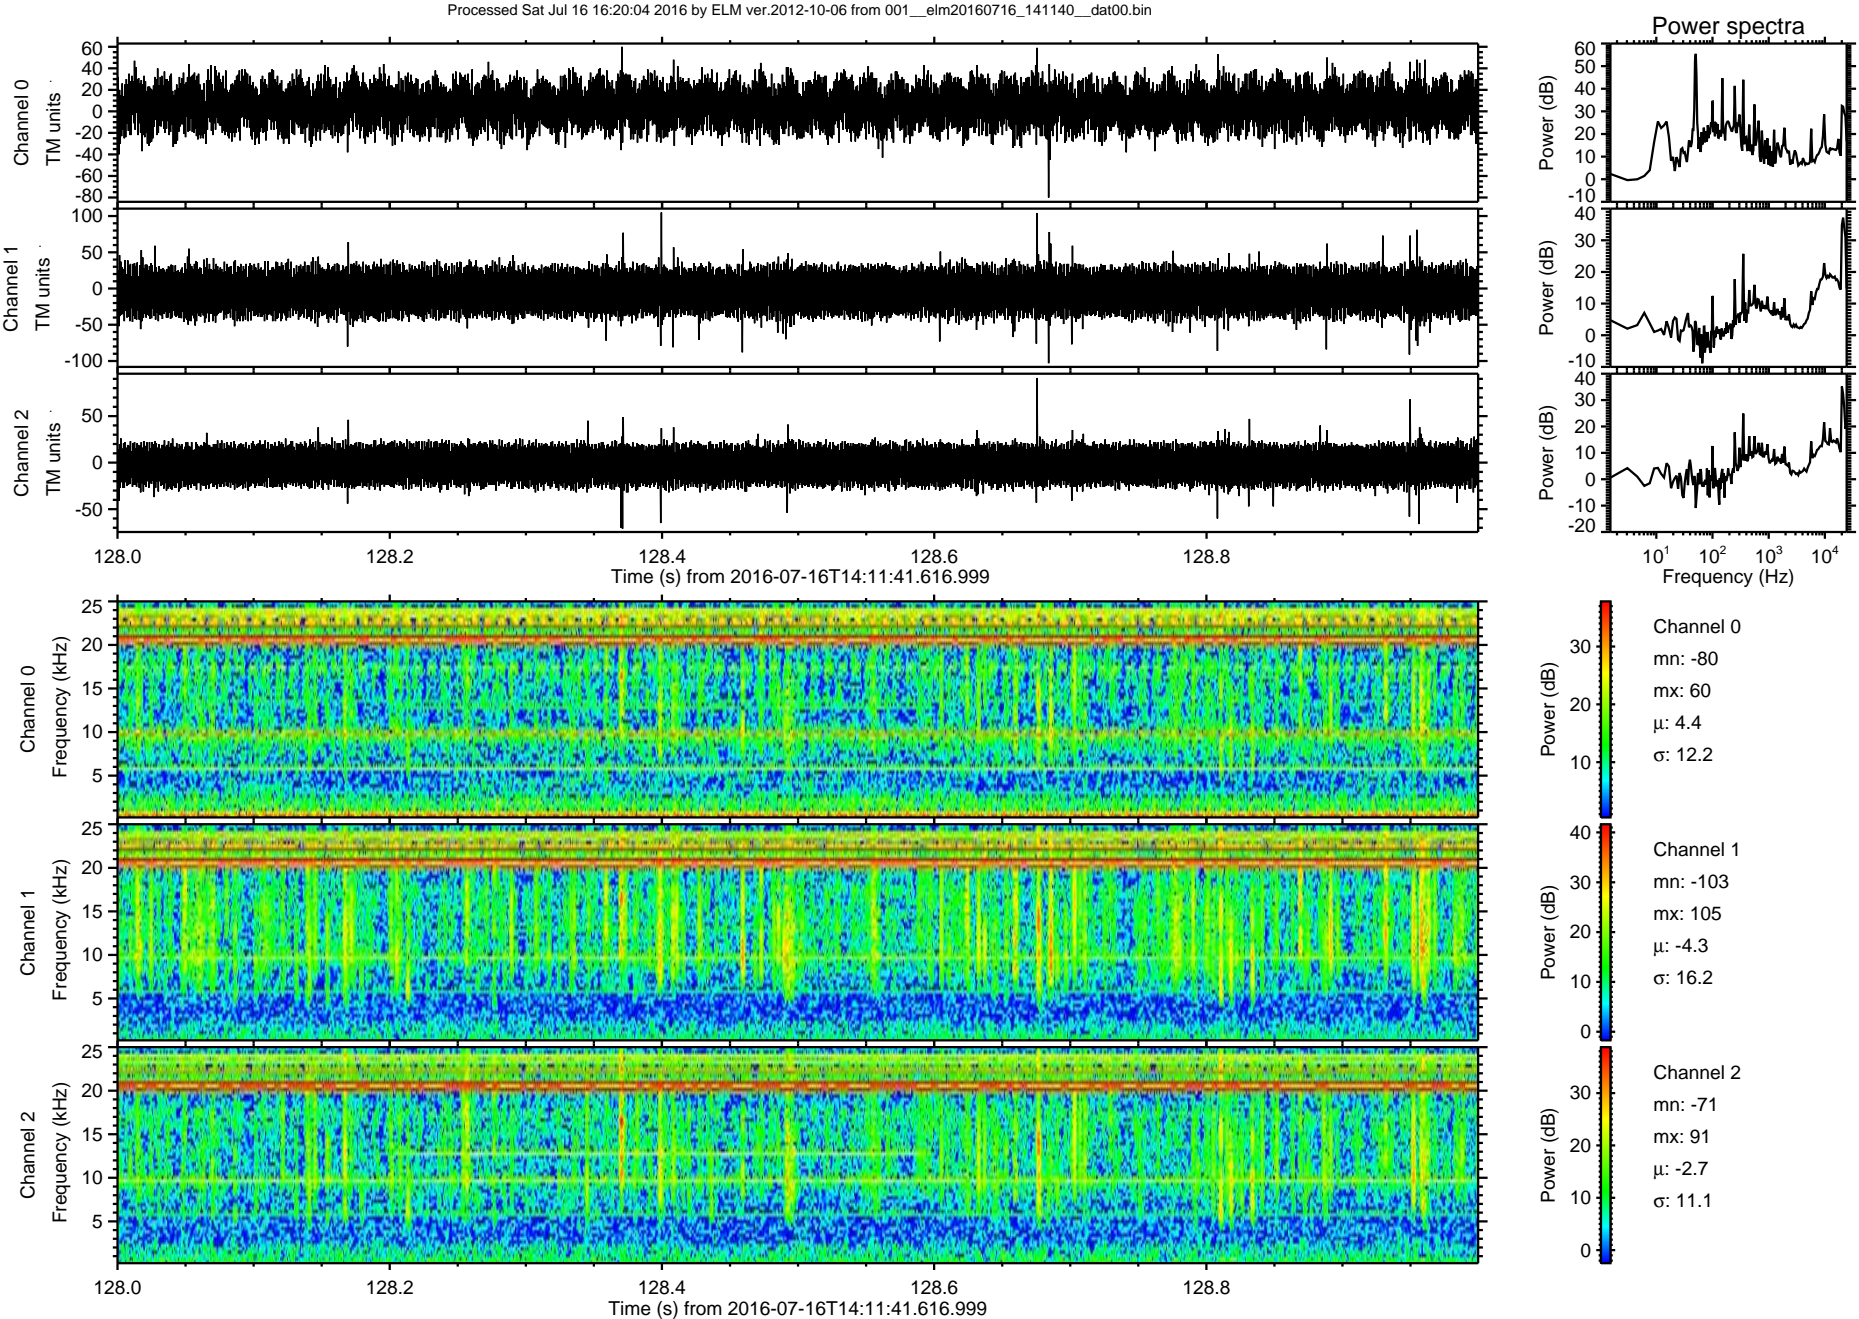 Processed Sat Jul 16 16:20:04 2016 by ELM ver.2012-10-06 from 001__elm20160716_141140__dat00.bin
Power spectra
Channel 0
TM units
60
40
20
0
-20
-40
-60
-80
Power (dB)
60
50
40
30
20
10
0
-10
Channel 1
TM units
100
50
0
-50
-100
Power (dB)
40
30
20
10
0
-10
Channel 2
TM units
50
0
-50
Power (dB)
40
30
20
10
0
-10
-20
128.0 128.2 128.4 128.6 128.8
Time (s) from 2016-07-16T14:11:41.616.999
10^1 10^2 10^3 10^4
Frequency (Hz)
Channel 0
Frequency (kHz)
25
20
15
10
5
Power (dB)
30
20
10
Channel 0
mn: -80
mx: 60
μ: 4.4
σ: 12.2
Channel 1
Frequency (kHz)
25
20
15
10
5
Power (dB)
40
30
20
10
0
Channel 1
mn: -103
mx: 105
μ: -4.3
σ: 16.2
Channel 2
Frequency (kHz)
25
20
15
10
5
Power (dB)
30
20
10
0
Channel 2
mn: -71
mx: 91
μ: -2.7
σ: 11.1
128.0 128.2 128.4 128.6 128.8
Time (s) from 2016-07-16T14:11:41.616.999